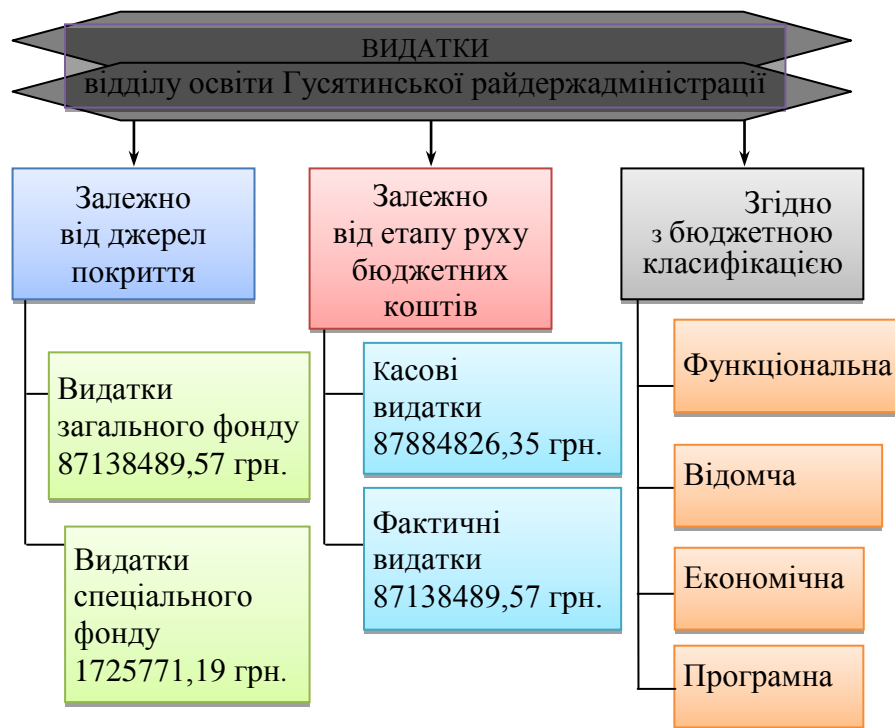 ВИДАТКИ
відділу освіти Гусятинської райдержадміністрації
Залежно
від джерел
покриття
Залежно
від етапу руху
бюджетних
коштів
Згідно
з бюджетною
класифікацією
Видатки
загального фонду
87138489,57 грн.
Видатки
спеціального
фонду
1725771,19 грн.
Касові
видатки
87884826,35 грн.
Фактичні
видатки
87138489,57 грн.
Функціональна
Відомча
Економічна
Програмна